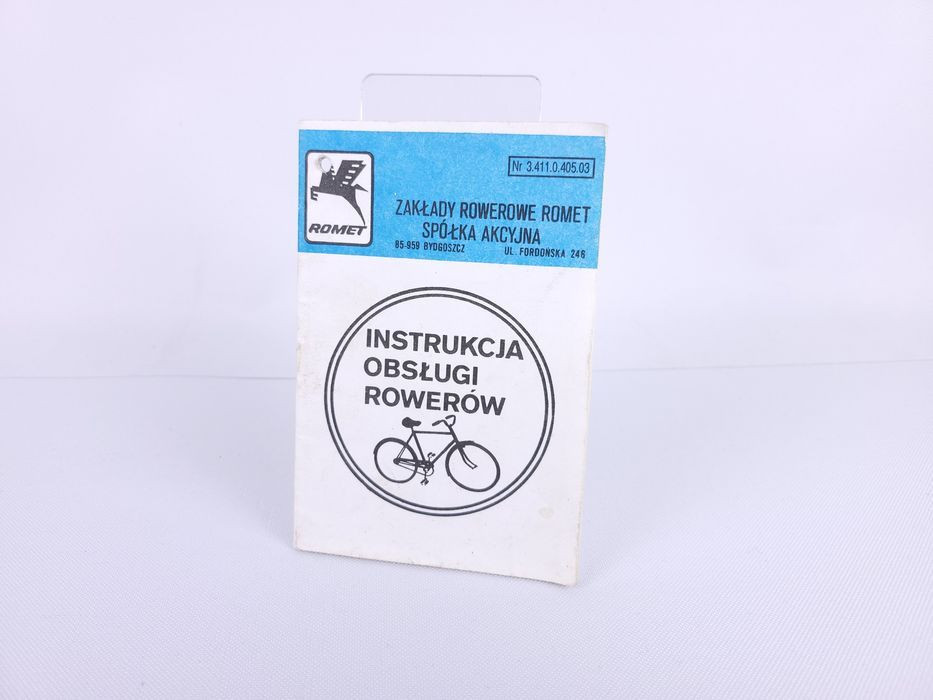 Nr 3.411.0.405.03
ROMET
ZAKŁADY ROWEROWE ROMET
SPÓŁKA AKCYJNA
85-959 BYDGOSZCZ UL. FORDOŃSKA 246
INSTRUKCJA
OBSŁUGI
ROWERÓW